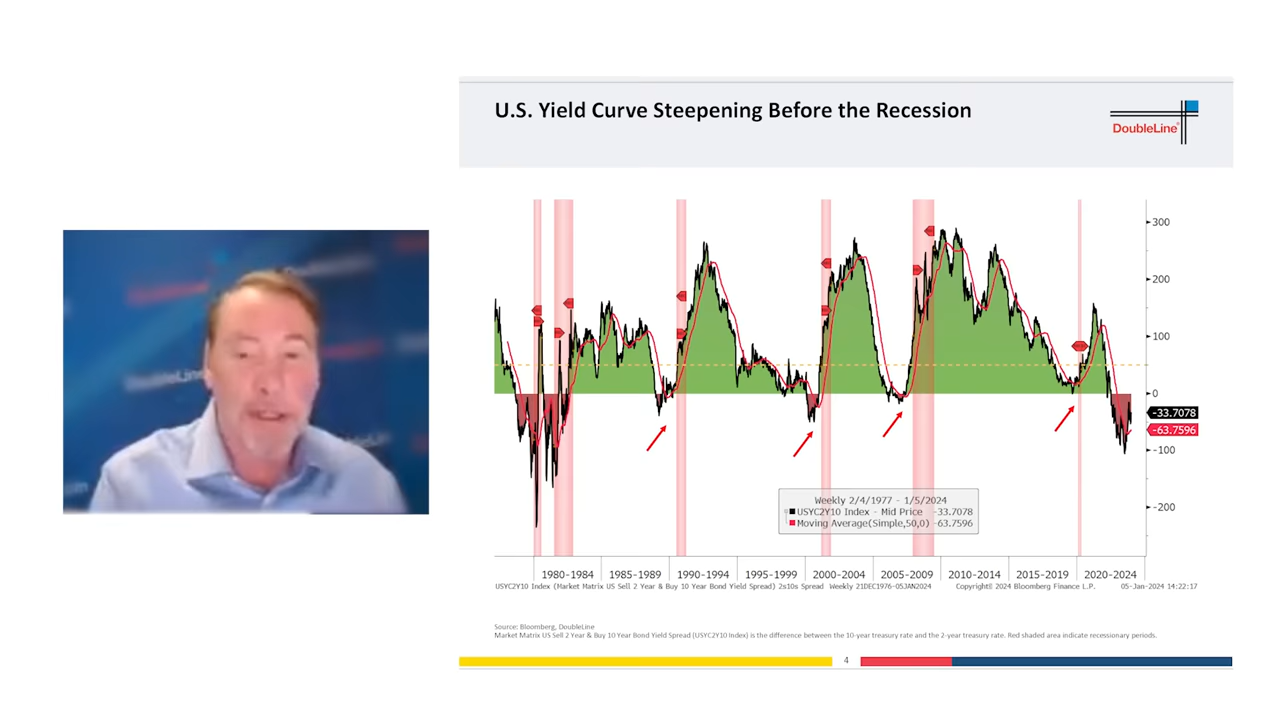 U.S. Yield Curve Steepening Before the Recession
DoubleLine®
DoubleLine
300
200
100
0
-33.7078
-63.7596
-100
-200
Weekly 2/4/1977 - 1/5/2024
USYC2Y10 Index - Mid Price -33.7078
Moving Average(Simple,50,0) -63.7596
1980-1984 1985-1989 1990-1994 1995-1999 2000-2004 2005-2009 2010-2014 2015-2019 2020-2024
USYC2Y10 Index (Market Matrix US Sell 2 Year & Buy 10 Year Bond Yield Spread) 2s10s Spread Weekly 21DEC1976-05JAN2024 Copyright© 2024 Bloomberg Finance L.P. 05-Jan-2024 14:22:17
Source: Bloomberg, DoubleLine
Market Matrix US Sell 2 Year & Buy 10 Year Bond Yield Spread (USYC2Y10 Index) is the difference between the 10-year treasury rate and the 2-year treasury rate. Red shaded area indicate recessionary periods.
4